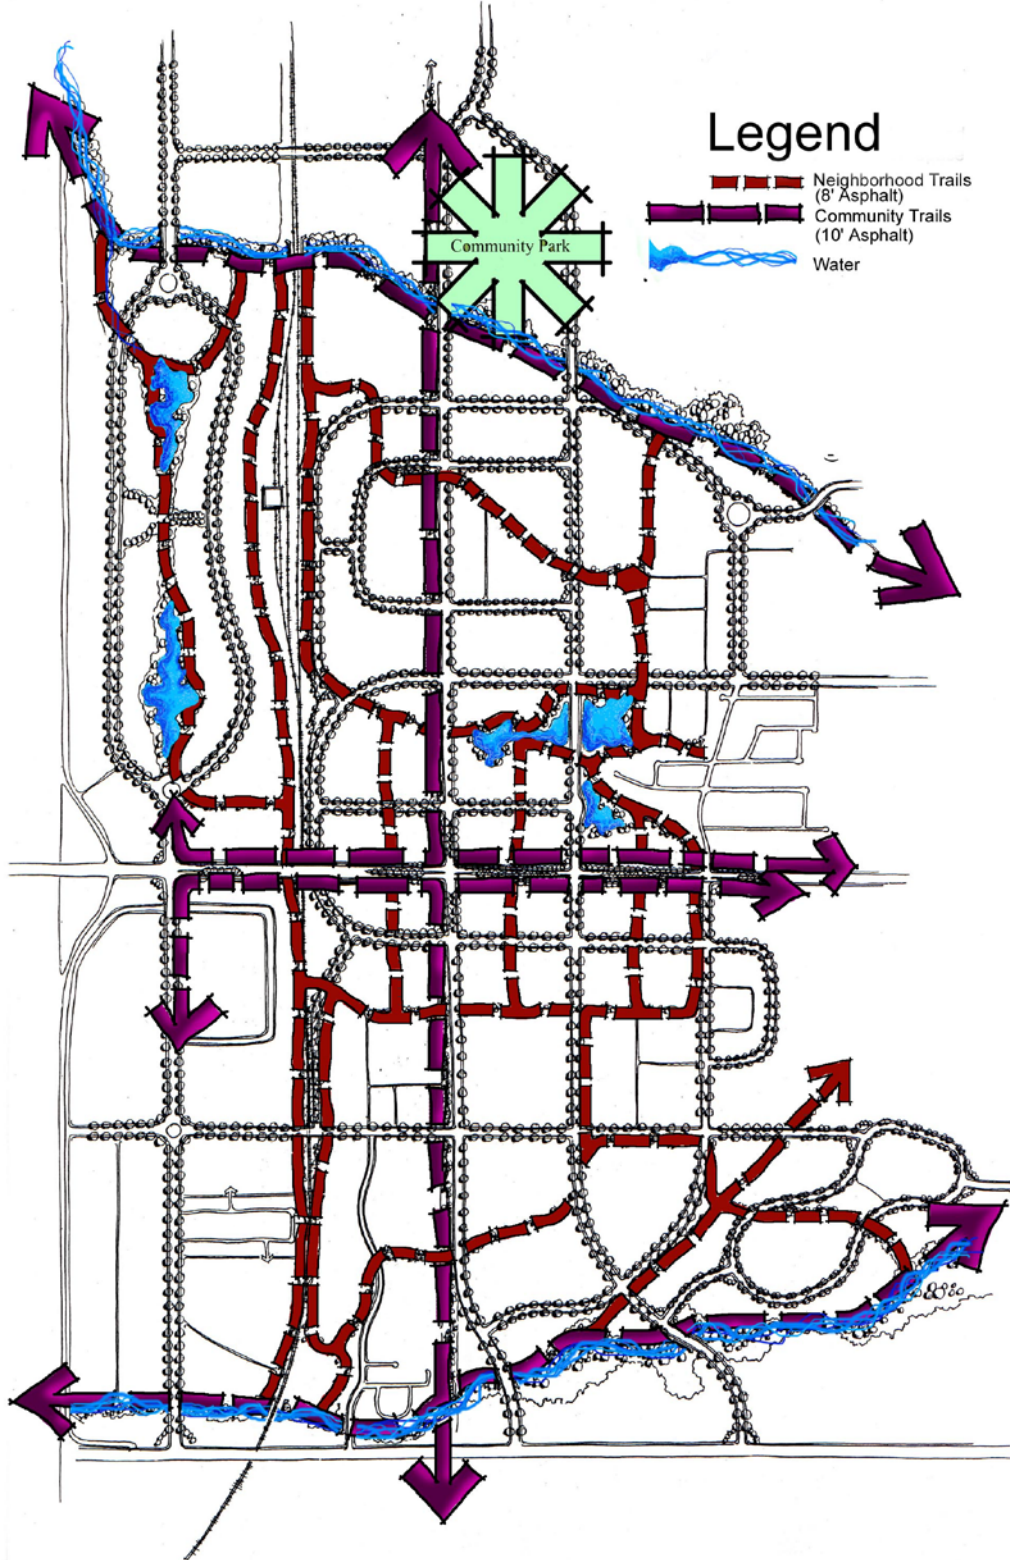 Legend
Neighborhood Trails
(8' Asphalt)
Community Trails
(10' Asphalt)
Water
Community Park